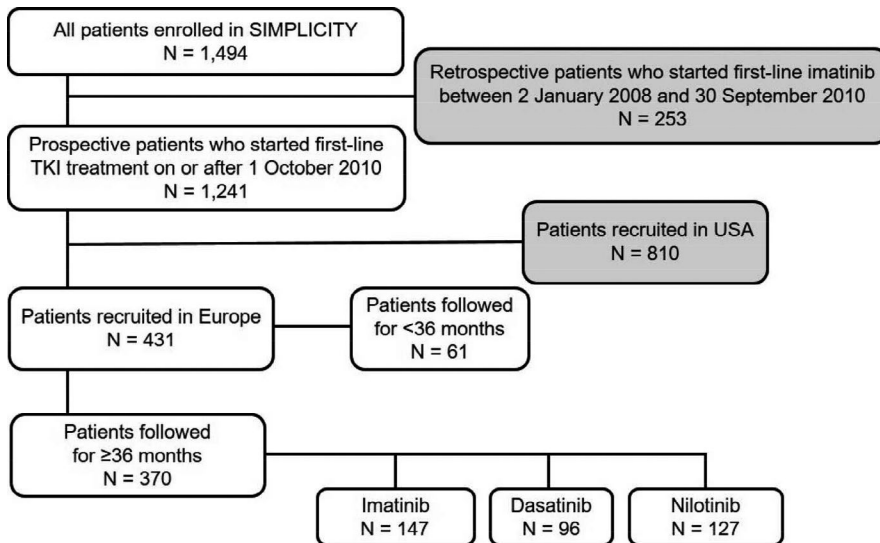 All patients enrolled in SIMPLICITY
N = 1,494
Retrospective patients who started first-line imatinib
between 2 January 2008 and 30 September 2010
N = 253
Prospective patients who started first-line
TKI treatment on or after 1 October 2010
N = 1,241
Patients recruited in USA
N = 810
Patients recruited in Europe
N = 431
Patients followed
for <36 months
N = 61
Patients followed
for ≥36 months
N = 370
Imatinib
N = 147
Dasatinib
N = 96
Nilotinib
N = 127